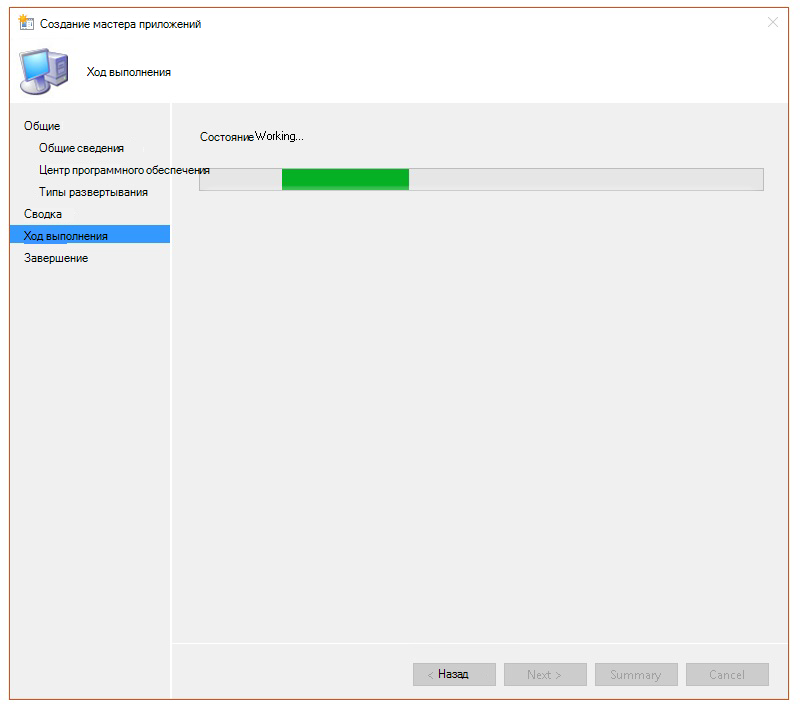 Создание мастера приложений
Ход выполнения
Общие
Общие сведения
Центр программного обеспечения
Типы развертывания
Сводка
Ход выполнения
Завершение
СостояниеWorking...
< Назад
Next >
Summary
Cancel